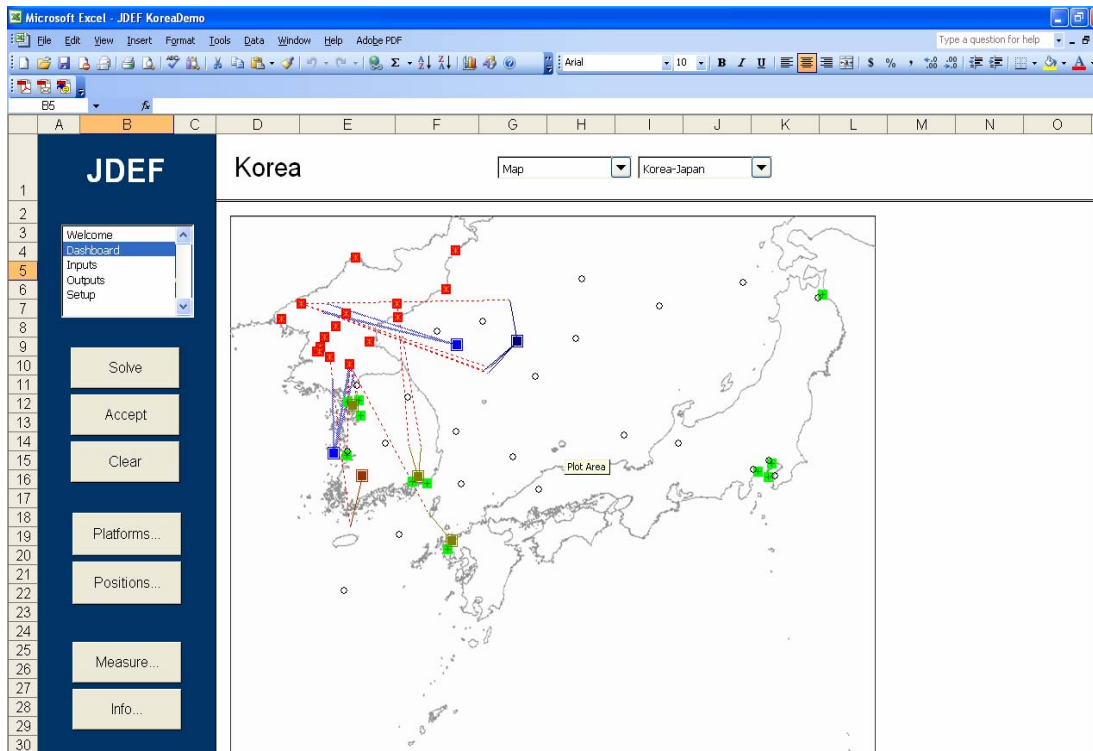 Microsoft Excel - JDEF KoreaDemo
File Edit View Insert Format Tools Data Window Help Adobe PDF
Type a question for help
Arial 10 B I U $ % ,
B5 fx
A B C D E F G H I J K L M N O
JDEF
Korea
Map
Korea-Japan
1
2
3
4
5
6
7
8
9
10
11
12
13
14
15
16
17
18
19
20
21
22
23
24
25
26
27
28
29
30
Welcome
Dashboard
Inputs
Outputs
Setup
Solve
Accept
Clear
Platforms...
Positions...
Measure...
Info...
Plot Area